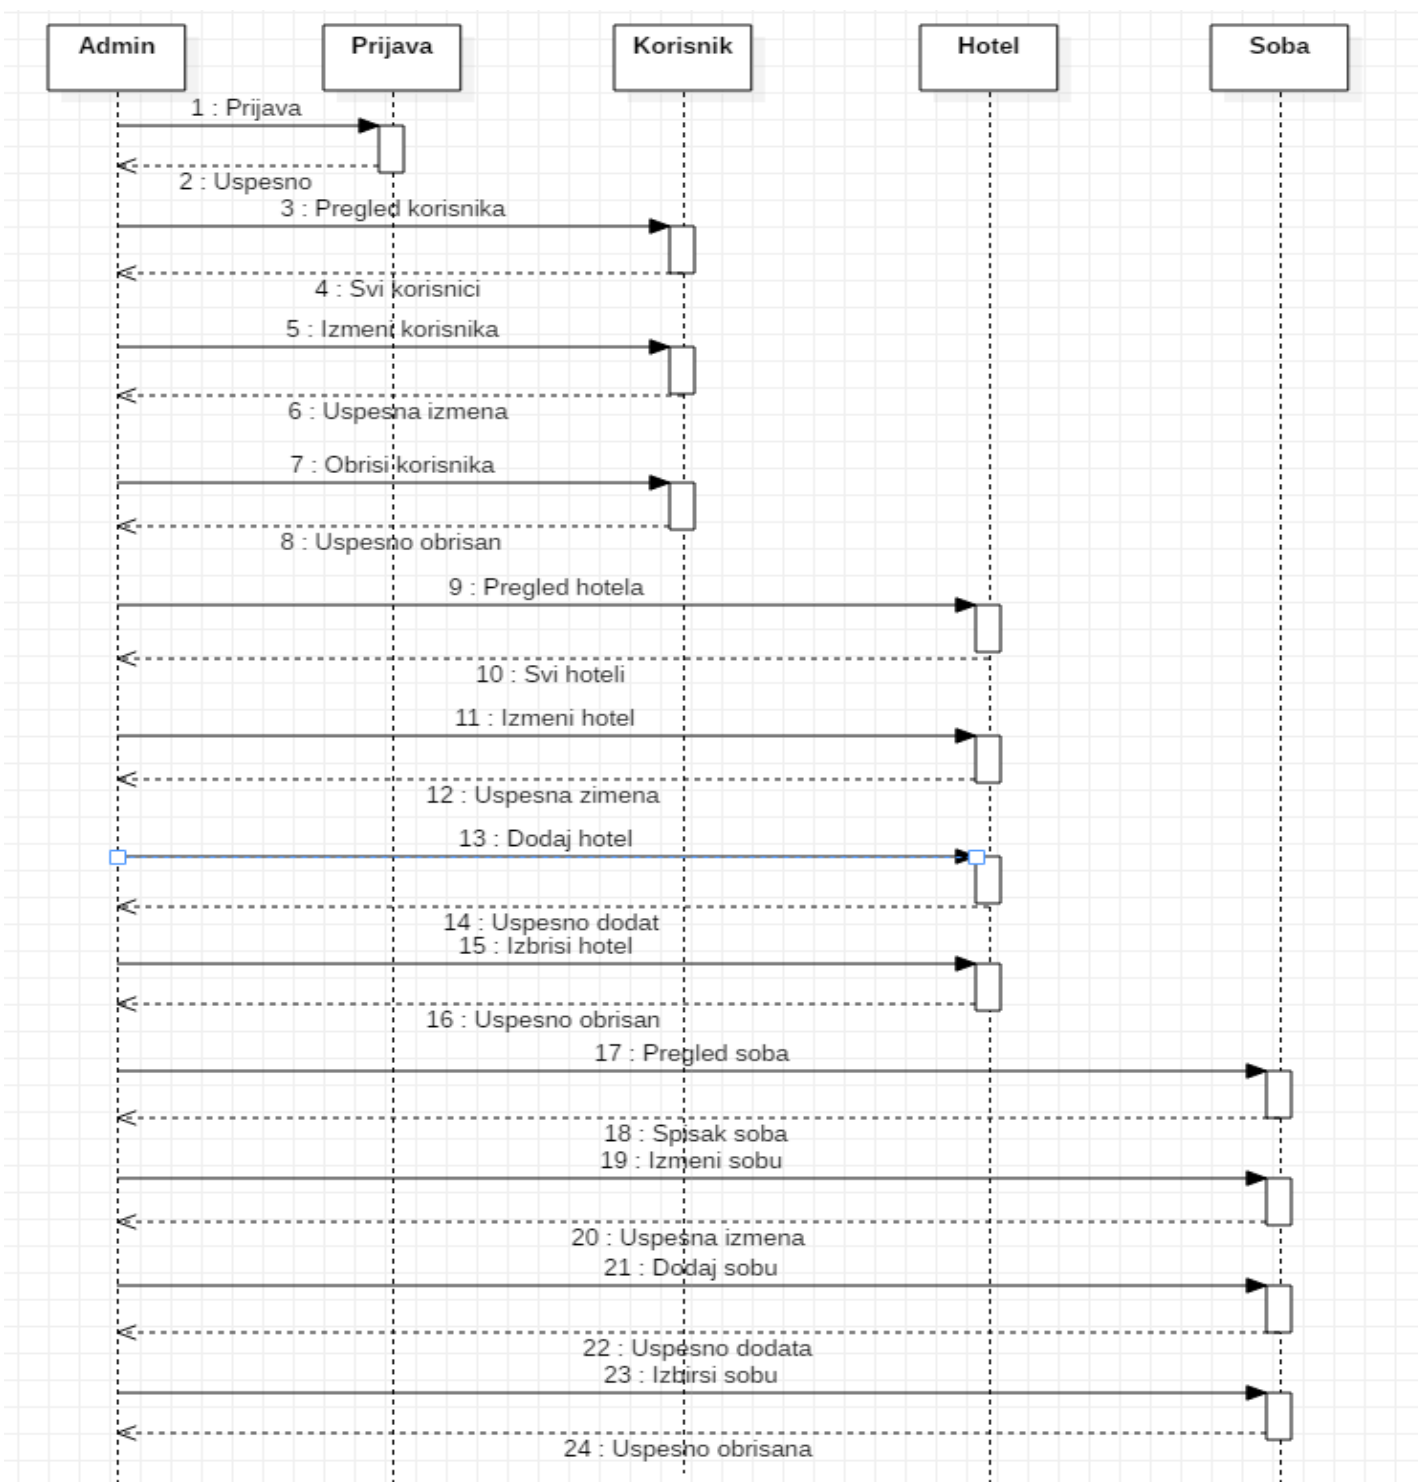 Admin
Prijava
Korisnik
Hotel
Soba
1 : Prijava
2 : Uspesno
3 : Pregled korisnika
4 : Svi korisnici
5 : Izmeni korisnika
6 : Uspesna izmena
7 : Obrisi korisnika
8 : Uspesno obrisan
9 : Pregled hotela
10 : Svi hoteli
11 : Izmeni hotel
12 : Uspesna zimena
13 : Dodaj hotel
14 : Uspesno dodat
15 : Izbrisi hotel
16 : Uspesno obrisan
17 : Pregled soba
18 : Spisak soba
19 : Izmeni sobu
20 : Uspesna izmena
21 : Dodaj sobu
22 : Uspesno dodata
23 : Izbirsi sobu
24 : Uspesno obrisana